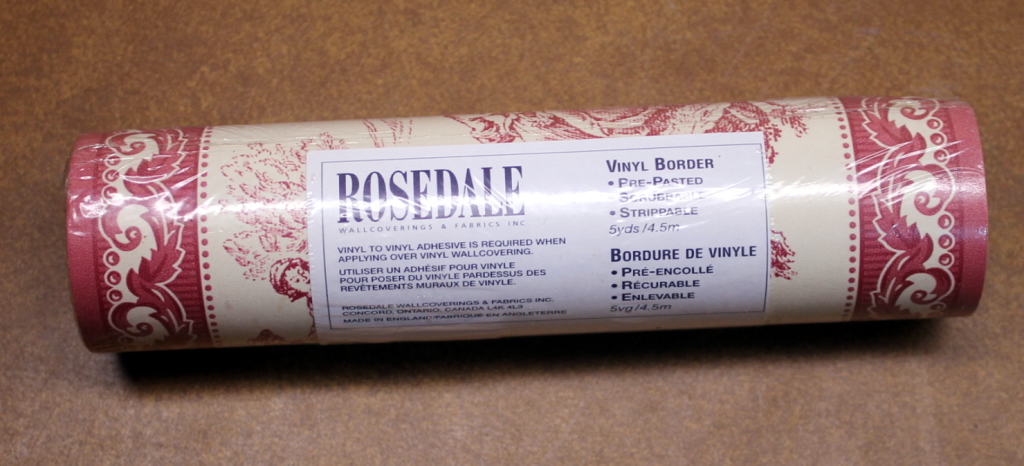 ROSEDALE
WALLCOVERINGS & FABRICS INC
VINYL TO VINYL ADHESIVE IS REQUIRED WHEN
APPLYING OVER VINYL WALLCOVERING.
UTILISER UN ADHÉSIF POUR VINYLE
POUR POSER DU VINYLE PARDESSUS DES
REVÊTEMENTS MURAUX DE VINYLE.
ROSEDALE WALLCOVERINGS & FABRICS INC.
CONCORD, ONTARIO, CANADA L4K 4L3
MADE IN ENGLAND/FABRIQUE EN ANGLETERRE
VINYL BORDER
• PRE-PASTED
• SCRUBBABLE
• STRIPPABLE
5yds/4.5m
BORDURE DE VINYLE
• PRÉ-ENCOLLÉ
• RÉCURABLE
• ENLEVABLE
5vg/4.5m